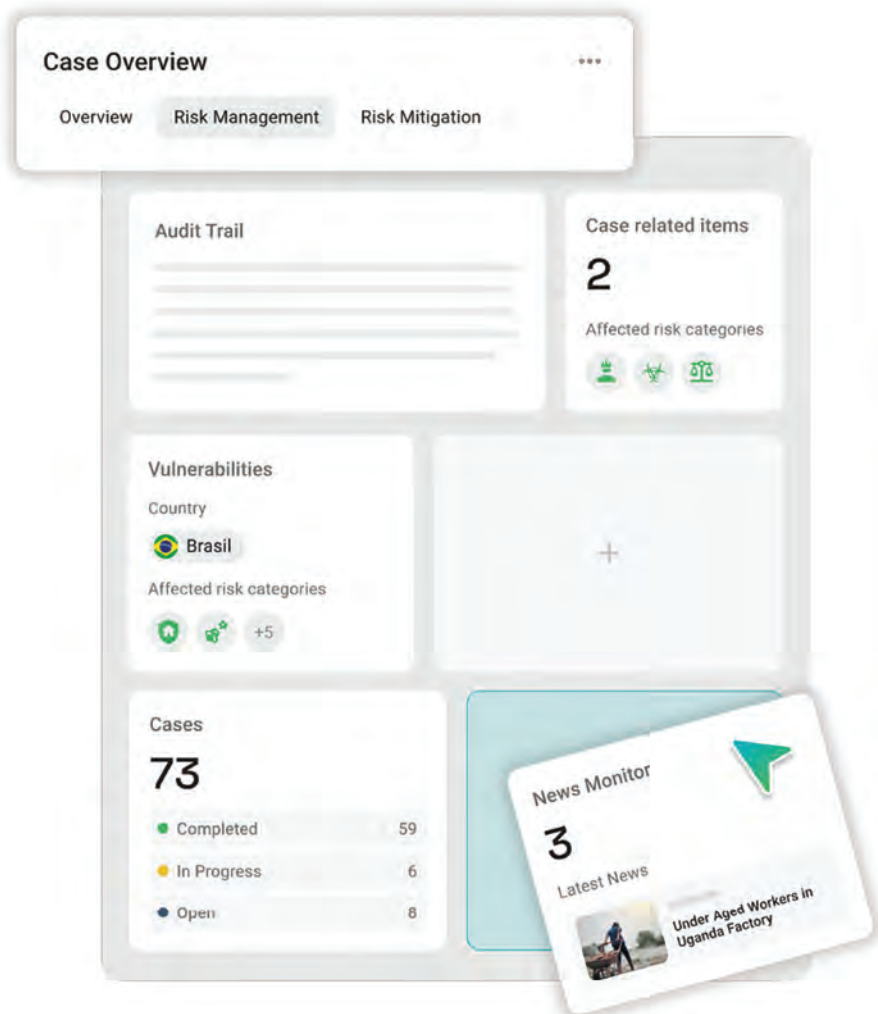 Case Overview
Overview Risk Management Risk Mitigation
Audit Trail
Case related items
2
Affected risk categories
Vulnerabilities
Country
Brasil
Affected risk categories
+5
Cases
73
Completed 59
In Progress 6
Open 8
News Monitor
3
Latest News
Under Aged Workers in
Uganda Factory